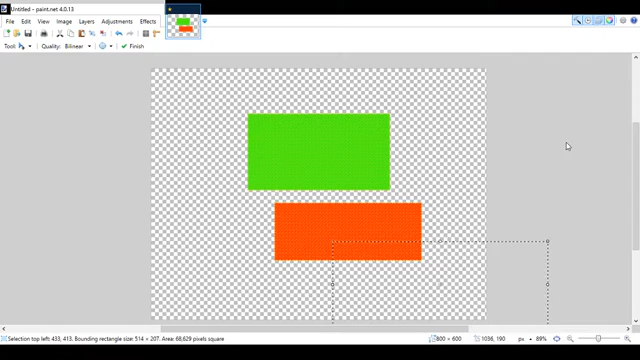 Untitled - paint.net 4.0.13
File Edit View Image Layers Adjustments Effects
Tool: Quality: Bilinear Finish
Selection top left: 433, 413. Bounding rectangle size: 514 × 207. Area: 68,629 pixels square
800 × 600 1036, 190 px 89%